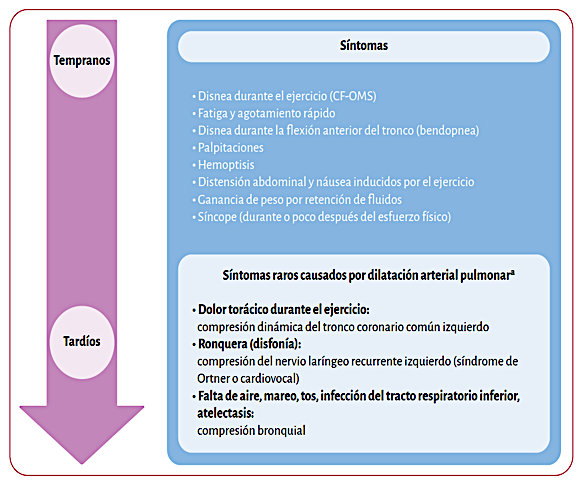 Tempranos
Síntomas
• Disnea durante el ejercicio (CF-OMS)
• Fatiga y agotamiento rápido
• Disnea durante la flexión anterior del tronco (bendopnea)
• Palpitaciones
• Hemoptisis
• Distensión abdominal y náusea inducidos por el ejercicio
• Ganancia de peso por retención de fluidos
• Síncope (durante o poco después del esfuerzo físico)
Síntomas raros causados por dilatación arterial pulmonarª
• Dolor torácico durante el ejercicio:
compresión dinámica del tronco coronario común izquierdo
• Ronquera (disfonía):
compresión del nervio laríngeo recurrente izquierdo (síndrome de
Ortner o cardiovocal)
• Falta de aire, mareo, tos, infección del tracto respiratorio inferior,
atelectasis:
compresión bronquial
Tardíos